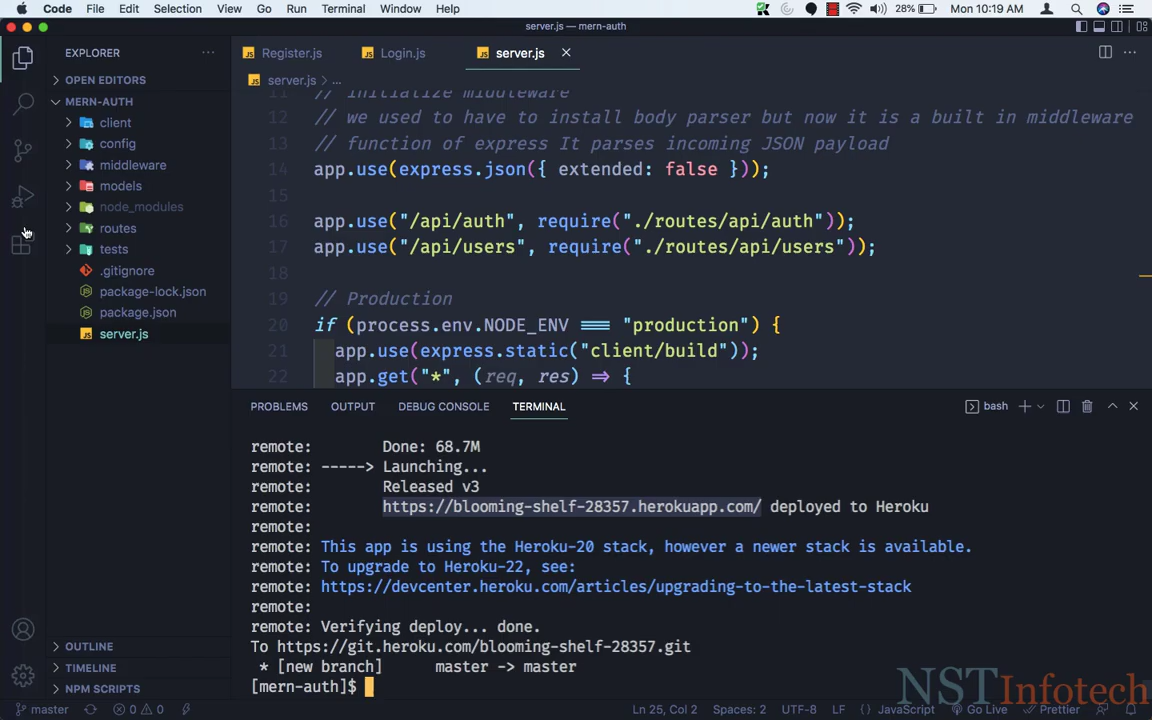 Code File Edit Selection View Go Run Terminal Window Help 28% Mon 10:19 AM
server.js — mern-auth
EXPLORER
OPEN EDITORS
MERN-AUTH
client
config
middleware
models
node_modules
routes
tests
.gitignore
package-lock.json
package.json
server.js
OUTLINE
TIMELINE
NPM SCRIPTS
Register.js Login.js server.js
server.js > ...
11 // Initialize middleware
12 // we used to have to install body parser but now it is a built in middleware
13 // function of express It parses incoming JSON payload
14 app.use(express.json({ extended: false }));
15
16 app.use("/api/auth", require("./routes/api/auth"));
17 app.use("/api/users", require("./routes/api/users"));
18
19 // Production
20 if (process.env.NODE_ENV === "production") {
21 app.use(express.static("client/build"));
22 app.get("*", (req, res) => {
PROBLEMS OUTPUT DEBUG CONSOLE TERMINAL bash
remote: Done: 68.7M
remote: -----> Launching...
remote: Released v3
remote: https://blooming-shelf-28357.herokuapp.com/ deployed to Heroku
remote:
remote: This app is using the Heroku-20 stack, however a newer stack is available.
remote: To upgrade to Heroku-22, see:
remote: https://devcenter.heroku.com/articles/upgrading-to-the-latest-stack
remote:
remote: Verifying deploy... done.
To https://git.heroku.com/blooming-shelf-28357.git
* [new branch] master -> master
[mern-auth]$
NSTInfotech
master 0 0 Ln 25, Col 2 Spaces: 2 UTF-8 LF {} JavaScript Go Live Prettier